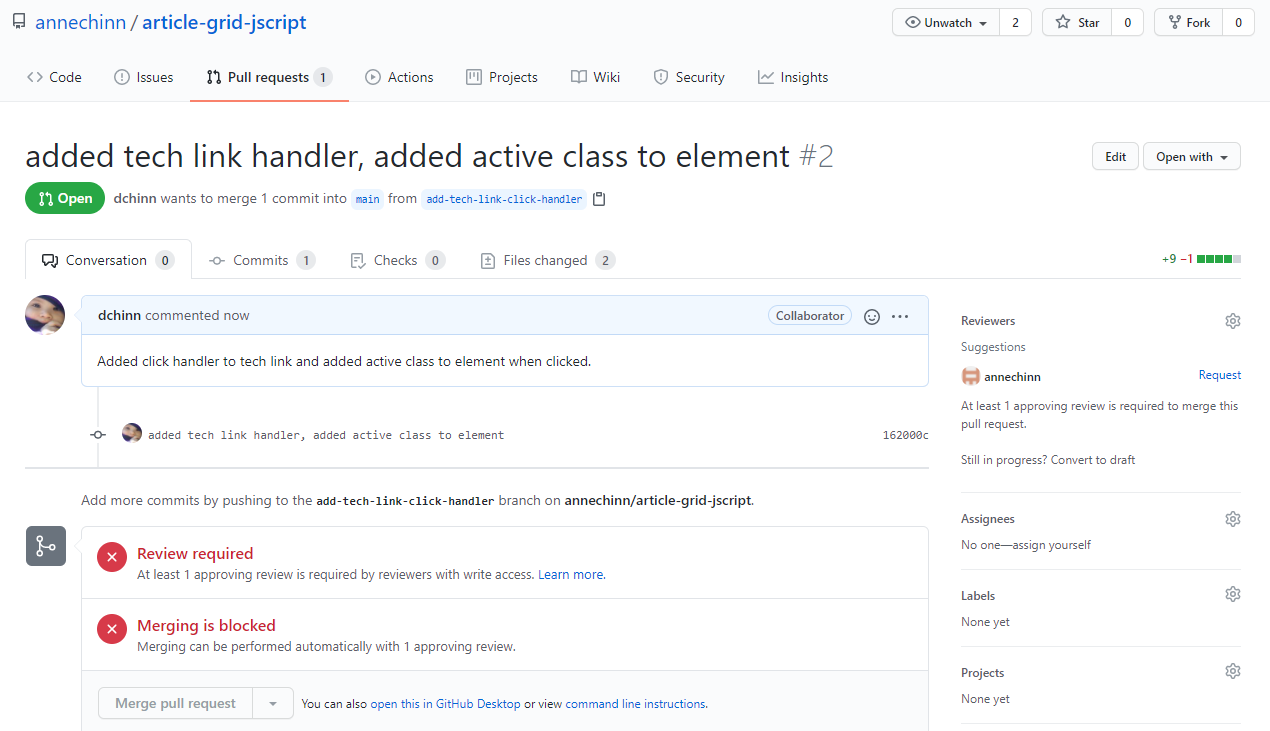 annechinn / article-grid-jscript
Unwatch 2 Star 0 Fork 0
Code Issues Pull requests 1 Actions Projects Wiki Security Insights
added tech link handler, added active class to element #2
Edit Open with
Open dchinn wants to merge 1 commit into main from add-tech-link-click-handler
Conversation 0 Commits 1 Checks 0 Files changed 2
+9 −1
dchinn commented now
Collaborator
Added click handler to tech link and added active class to element when clicked.
added tech link handler, added active class to element 162000c
Add more commits by pushing to the add-tech-link-click-handler branch on annechinn/article-grid-jscript.
Review required
At least 1 approving review is required by reviewers with write access. Learn more.
Merging is blocked
Merging can be performed automatically with 1 approving review.
Merge pull request You can also open this in GitHub Desktop or view command line instructions.
Reviewers
Suggestions
annechinn Request
At least 1 approving review is required to merge this
pull request.
Still in progress? Convert to draft
Assignees
No one—assign yourself
Labels
None yet
Projects
None yet